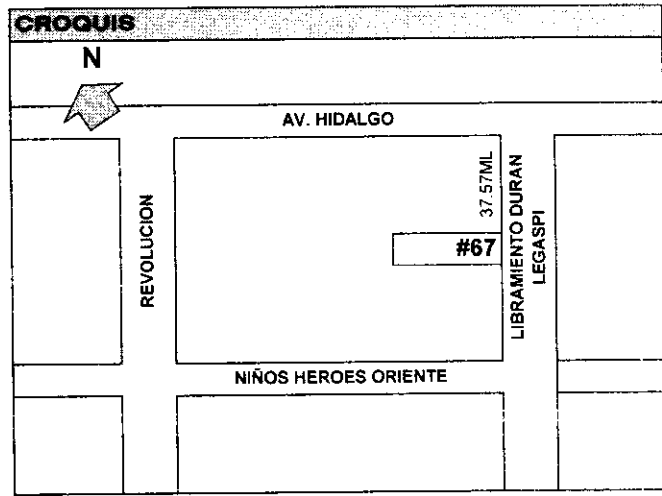 CROQUIS
N
AV. HIDALGO
37.57ML
#67
REVOLUCION
LIBRAMIENTO DURAN
LEGASPI
NIÑOS HEROES ORIENTE